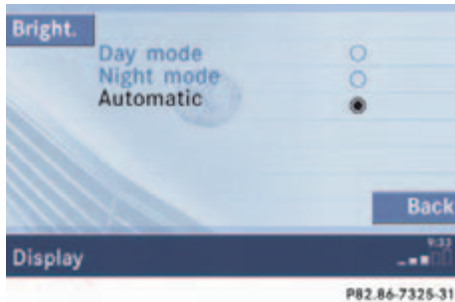 Bright.
Day mode
Night mode
Automatic
Back
9:33
Display
P82.86-7325-31